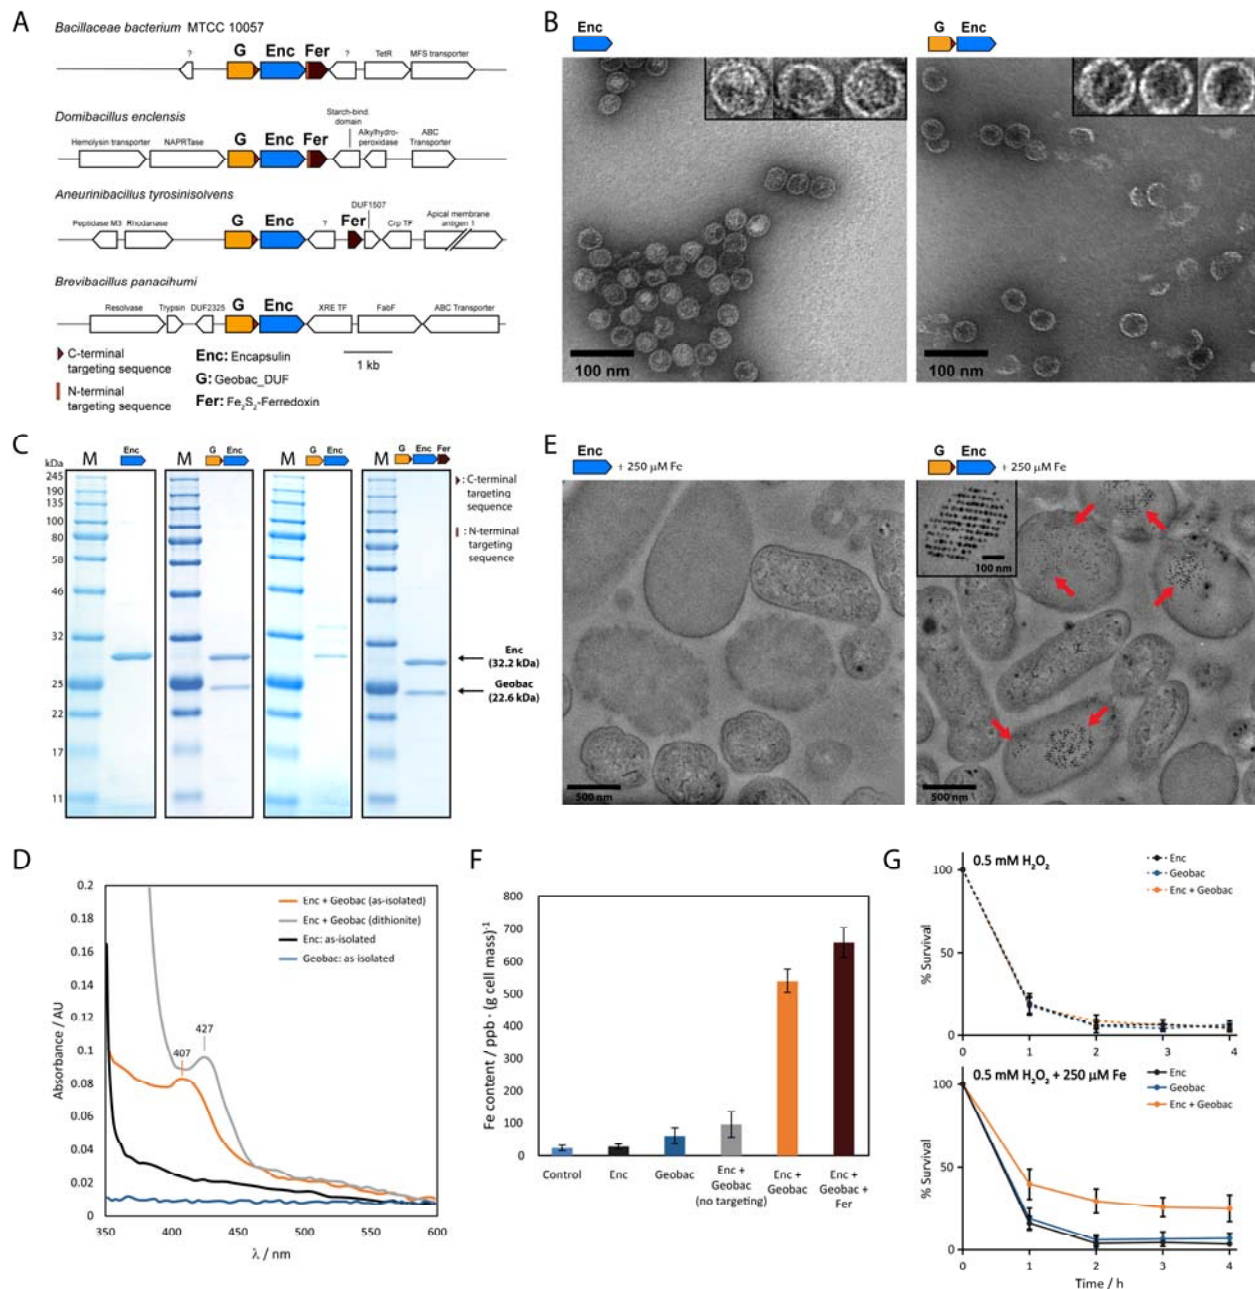 A
Bacillaceae bacterium MTCC 10057
G Enc Fer
? ? TetR MFS transporter
Domibacillus enclensis
Starch-bind.
domain
Hemolysin transporter NAPRTase G Enc Fer Alkylhydro-
peroxidase
ABC
Transporter
Aneurinibacillus tyrosinisolvens
DUF1507
Peptidase M3 Rhodanase G Enc ? Fer Crp TF Apical membrane
antigen 1
Brevibacillus panacihumi
Resolvase Trypsin DUF2325 G Enc XRE TF FabF ABC Transporter
C-terminal
targeting sequence
N-terminal
targeting sequence
Enc: Encapsulin
G: Geobac_DUF
Fer: Fe₂S₂-Ferredoxin
1 kb
B
Enc
100 nm
G Enc
100 nm
C
kDa
M Enc
M G Enc
M G Enc
M G Enc Fer
245
190
135
100
80
58
46
32
25
22
17
11
: C-terminal
targeting
sequence
: N-terminal
targeting
sequence
Enc
(32.2 kDa)
Geobac
(22.6 kDa)
E
Enc + 250 µM Fe
500 nm
G Enc + 250 µM Fe
100 nm
500 nm
D
Absorbance / AU
0.2
0.18
0.16
0.14
0.12
0.1
0.08
0.06
0.04
0.02
0
350 400 450 500 550 600
λ / nm
Enc + Geobac (as-isolated)
Enc + Geobac (dithionite)
Enc: as-isolated
Geobac: as-isolated
407
427
F
Fe content / ppb · (g cell mass)⁻¹
800
700
600
500
400
300
200
100
0
Control
Enc
Geobac
Enc +
Geobac
(no targeting)
Enc +
Geobac
Enc +
Geobac +
Fer
G
0.5 mM H₂O₂
Enc
Geobac
Enc + Geobac
% Survival
100
50
0
0 1 2 3 4
0.5 mM H₂O₂ + 250 µM Fe
Enc
Geobac
Enc + Geobac
% Survival
100
50
0
0 1 2 3 4
Time / h